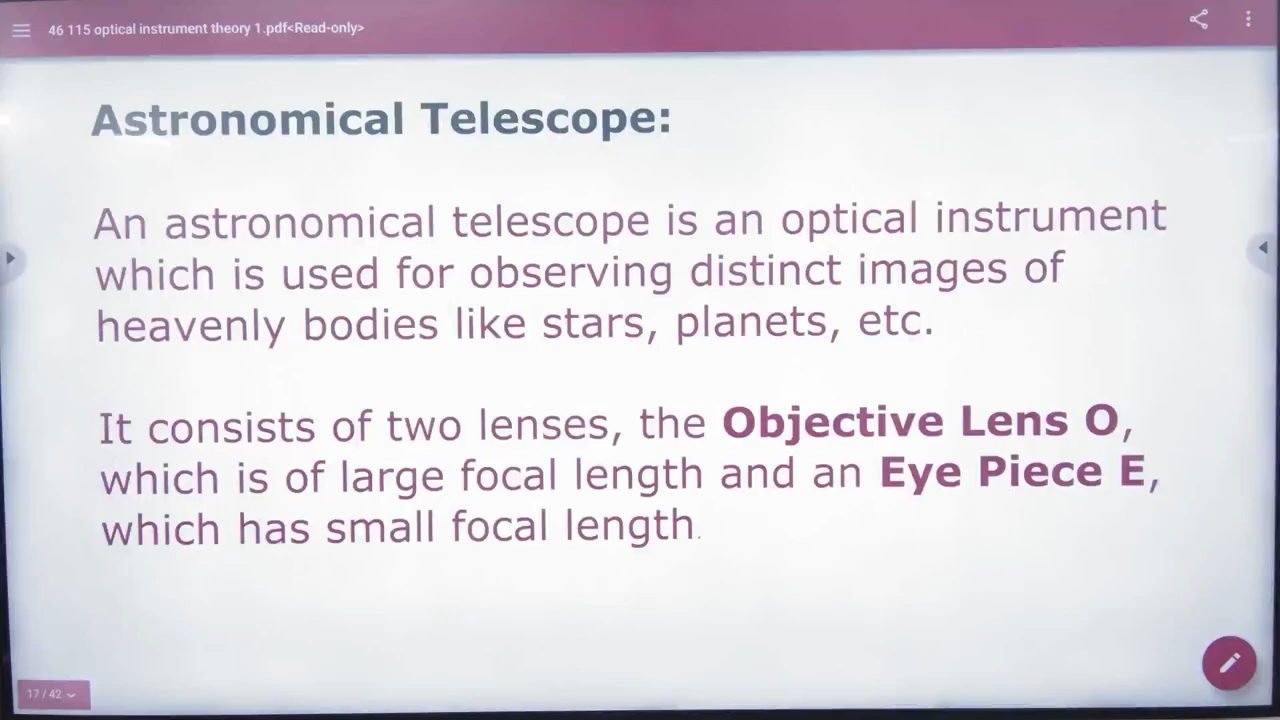 46 115 optical instrument theory 1.pdf<Read-only>
Astronomical Telescope:
An astronomical telescope is an optical instrument
which is used for observing distinct images of
heavenly bodies like stars, planets, etc.
It consists of two lenses, the Objective Lens O,
which is of large focal length and an Eye Piece E,
which has small focal length.
17 / 42